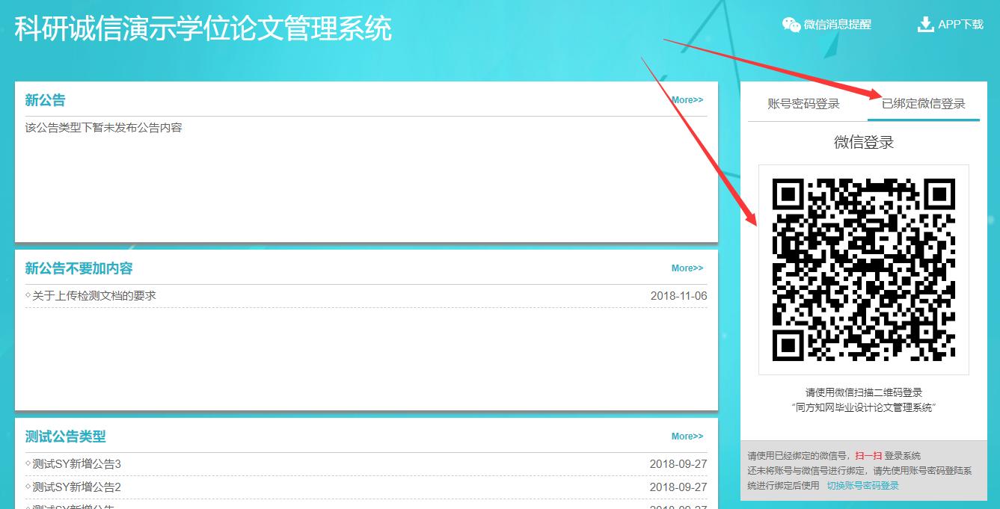 科研诚信演示学位论文管理系统
微信消息提醒
APP下载
新公告
More>>
该公告类型下暂未发布公告内容
新公告不要加内容
More>>
关于上传检测文档的要求
2018-11-06
测试公告类型
More>>
测试SY新增公告3
2018-09-27
测试SY新增公告2
2018-09-27
测试SY新增公告
2018-09-27
账号密码登录
已绑定微信登录
微信登录
请使用微信扫描二维码登录
“同方知网毕业设计论文管理系统”
请使用已经绑定的微信号，扫一扫 登录系统
还未将账号与微信号进行绑定，请先使用账号密码登陆系
统进行绑定后使用 切换账号密码登录